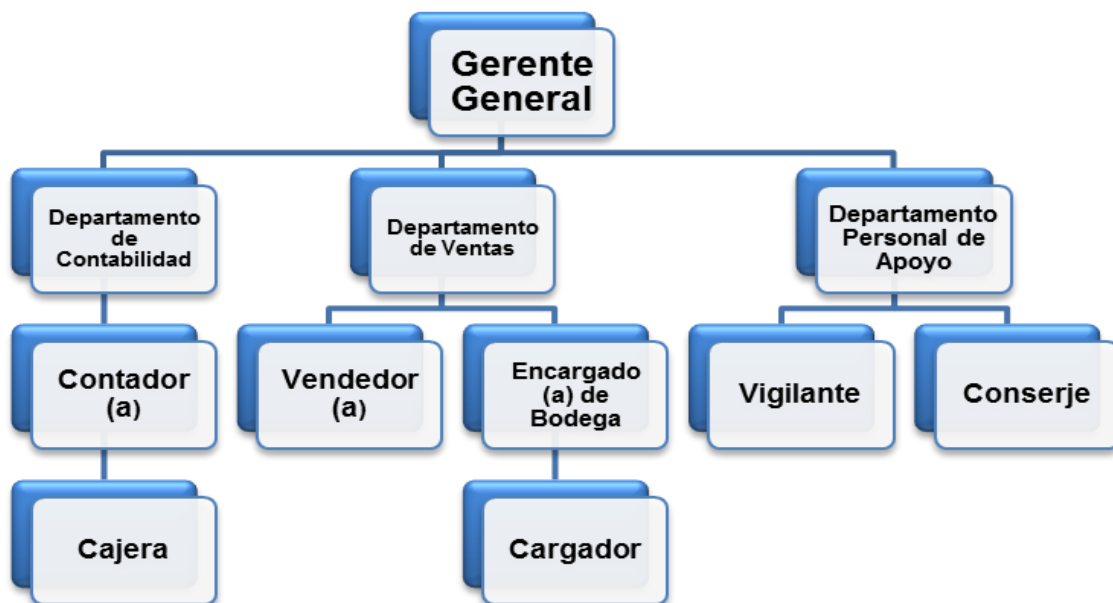 Gerente
General
Departamento
de
Contabilidad
Departamento
de Ventas
Departamento
Personal de
Apoyo
Contador
(a)
Vendedor
(a)
Encargado
(a) de
Bodega
Vigilante
Conserje
Cajera
Cargador